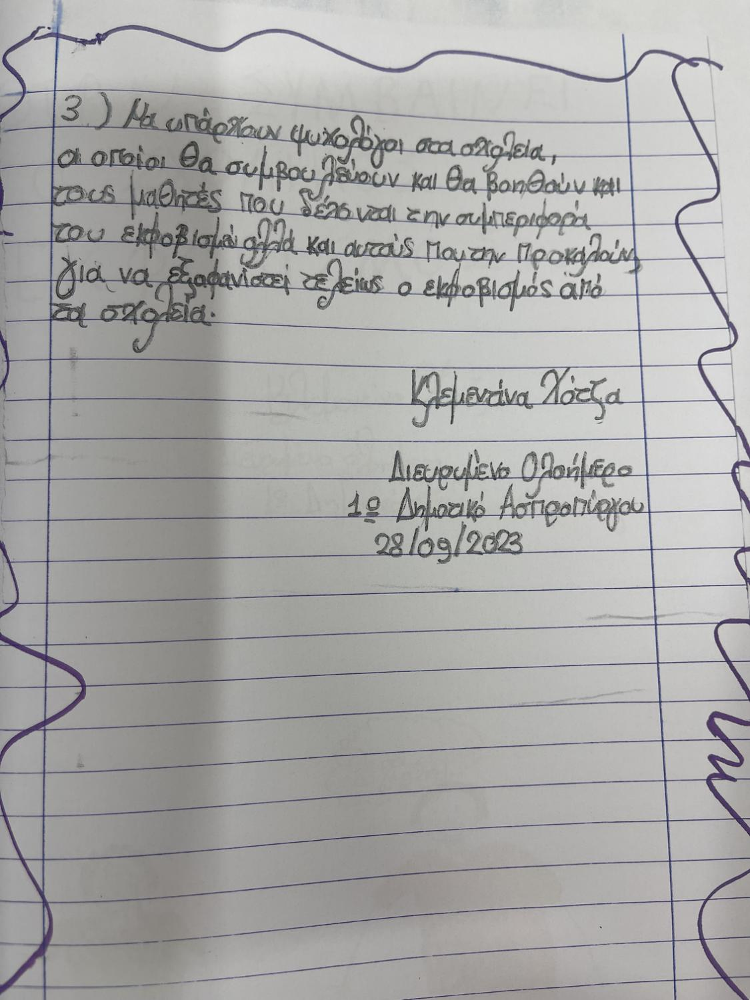 3) Να υπάρχουν ψυχολόγοι στα σχολεία,
οι οποίοι θα συμβουλεύουν και θα βοηθούν και
τους μαθητές που δέχονται την συμπεριφορά
του εκφοβισμού αλλά και αυτούς που την προκαλούν,
για να εξαφανιστεί τελείως ο εκφοβισμός από
τα σχολεία.
Κλεμεντίνα Χότζα
Διευρυμένο Ολοήμερο
1ο Δημοτικό Ασπροπύργου
28/09/2023